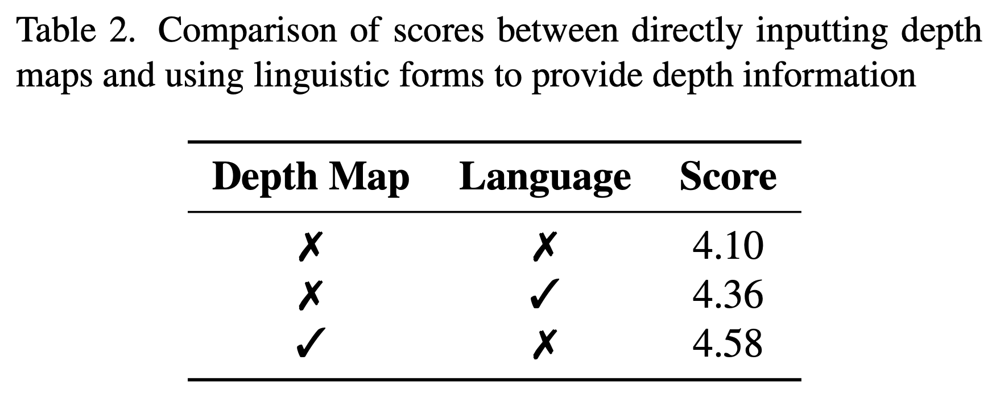 Table 2. Comparison of scores between directly inputting depth
maps and using linguistic forms to provide depth information
Depth Map Language Score
✗ ✗ 4.10
✗ ✓ 4.36
✓ ✗ 4.58